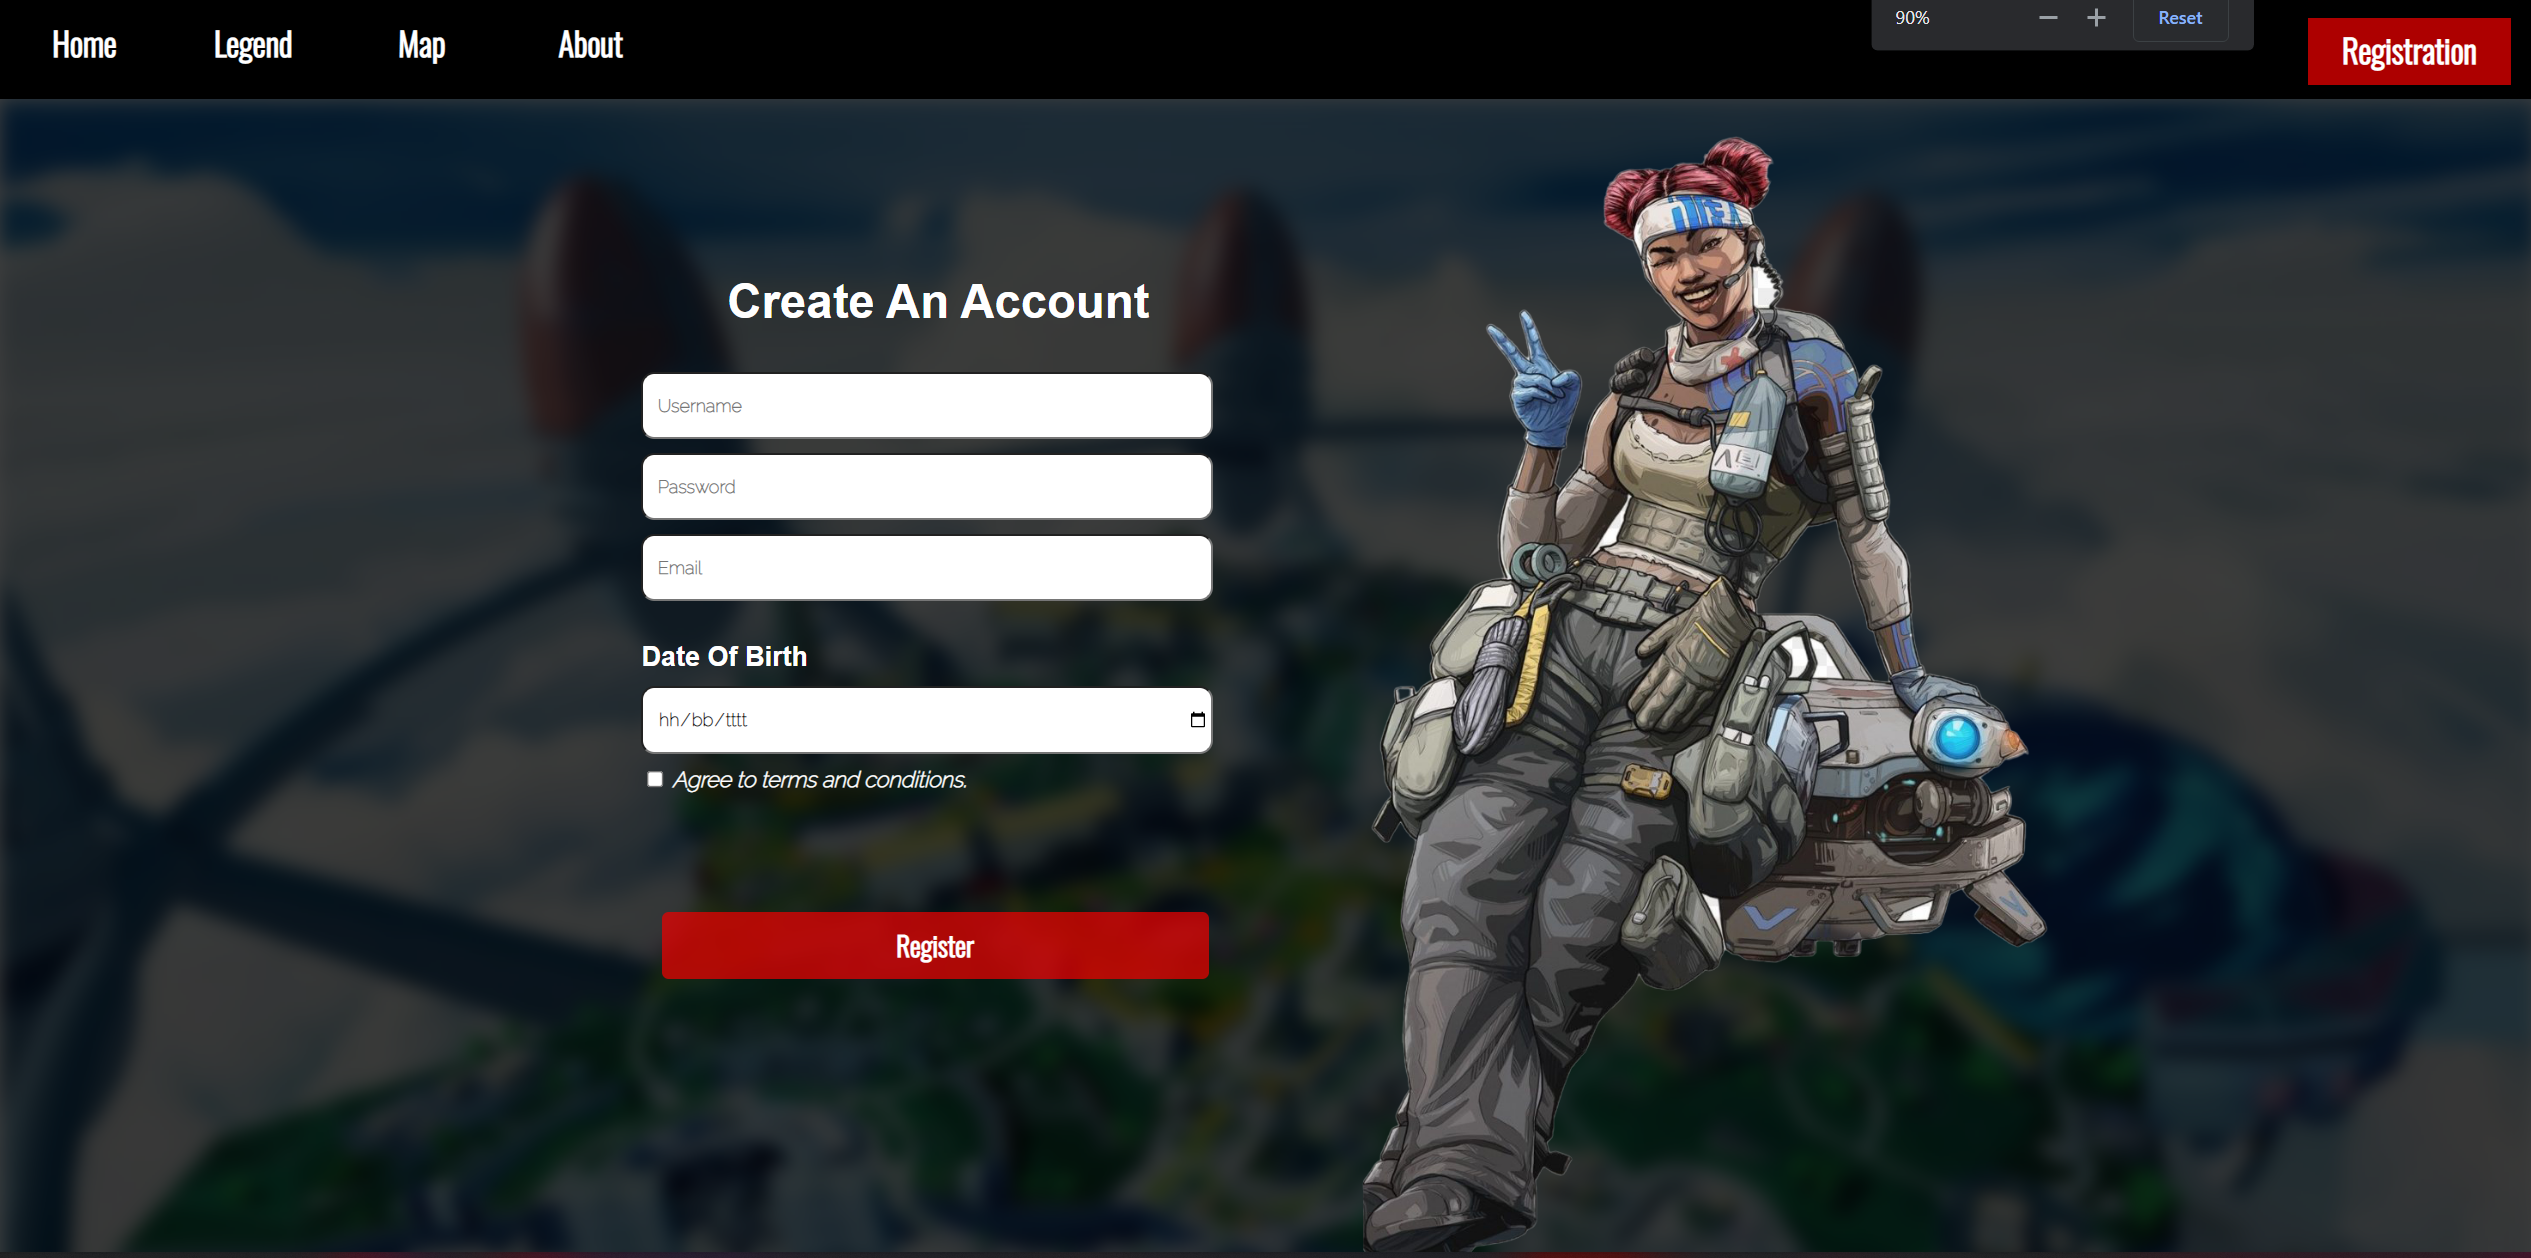 Home Legend Map About 90% Reset Registration
Create An Account
Username
Password
Email
Date Of Birth
hh/bb/tttt
Agree to terms and conditions.
Register